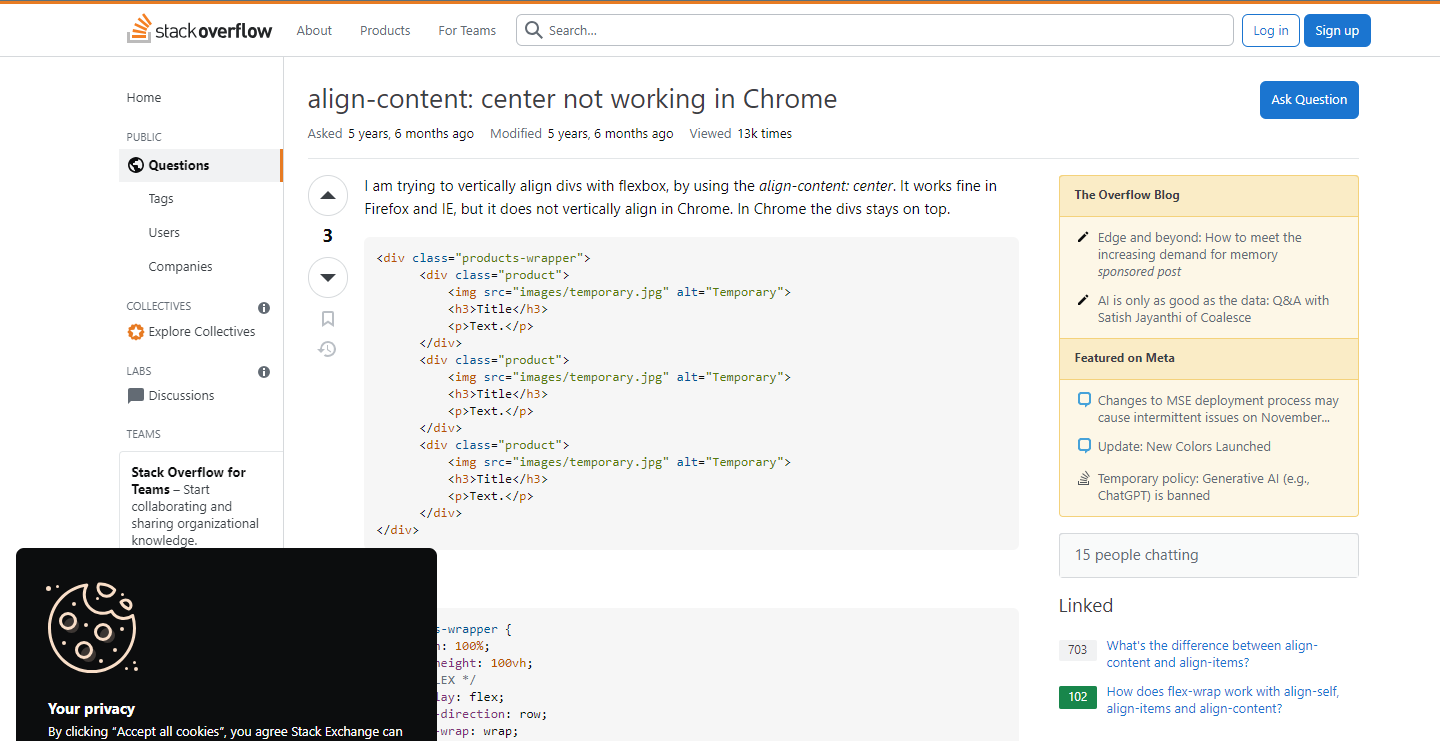 stackoverflow
About
Products
For Teams
Search...
Log in
Sign up
Home
PUBLIC
Questions
Tags
Users
Companies
COLLECTIVES
Explore Collectives
LABS
Discussions
TEAMS
Stack Overflow for
Teams – Start
collaborating and
sharing organizational
knowledge.
align-content: center not working in Chrome
Ask Question
Asked 5 years, 6 months ago Modified 5 years, 6 months ago Viewed 13k times
3
I am trying to vertically align divs with flexbox, by using the align-content: center. It works fine in
Firefox and IE, but it does not vertically align in Chrome. In Chrome the divs stays on top.
<div class="products-wrapper">
<div class="product">
<img src="images/temporary.jpg" alt="Temporary">
<h3>Title</h3>
<p>Text.</p>
</div>
<div class="product">
<img src="images/temporary.jpg" alt="Temporary">
<h3>Title</h3>
<p>Text.</p>
</div>
<div class="product">
<img src="images/temporary.jpg" alt="Temporary">
<h3>Title</h3>
<p>Text.</p>
</div>
</div>
s-wrapper {
: 100%;
eight: 100vh;
LEX */
lay: flex;
-direction: row;
-wrap: wrap;
The Overflow Blog
Edge and beyond: How to meet the
increasing demand for memory
sponsored post
AI is only as good as the data: Q&A with
Satish Jayanthi of Coalesce
Featured on Meta
Changes to MSE deployment process may
cause intermittent issues on November...
Update: New Colors Launched
Temporary policy: Generative AI (e.g.,
ChatGPT) is banned
15 people chatting
Linked
703 What's the difference between align-
content and align-items?
102 How does flex-wrap work with align-self,
align-items and align-content?
Your privacy
By clicking “Accept all cookies”, you agree Stack Exchange can